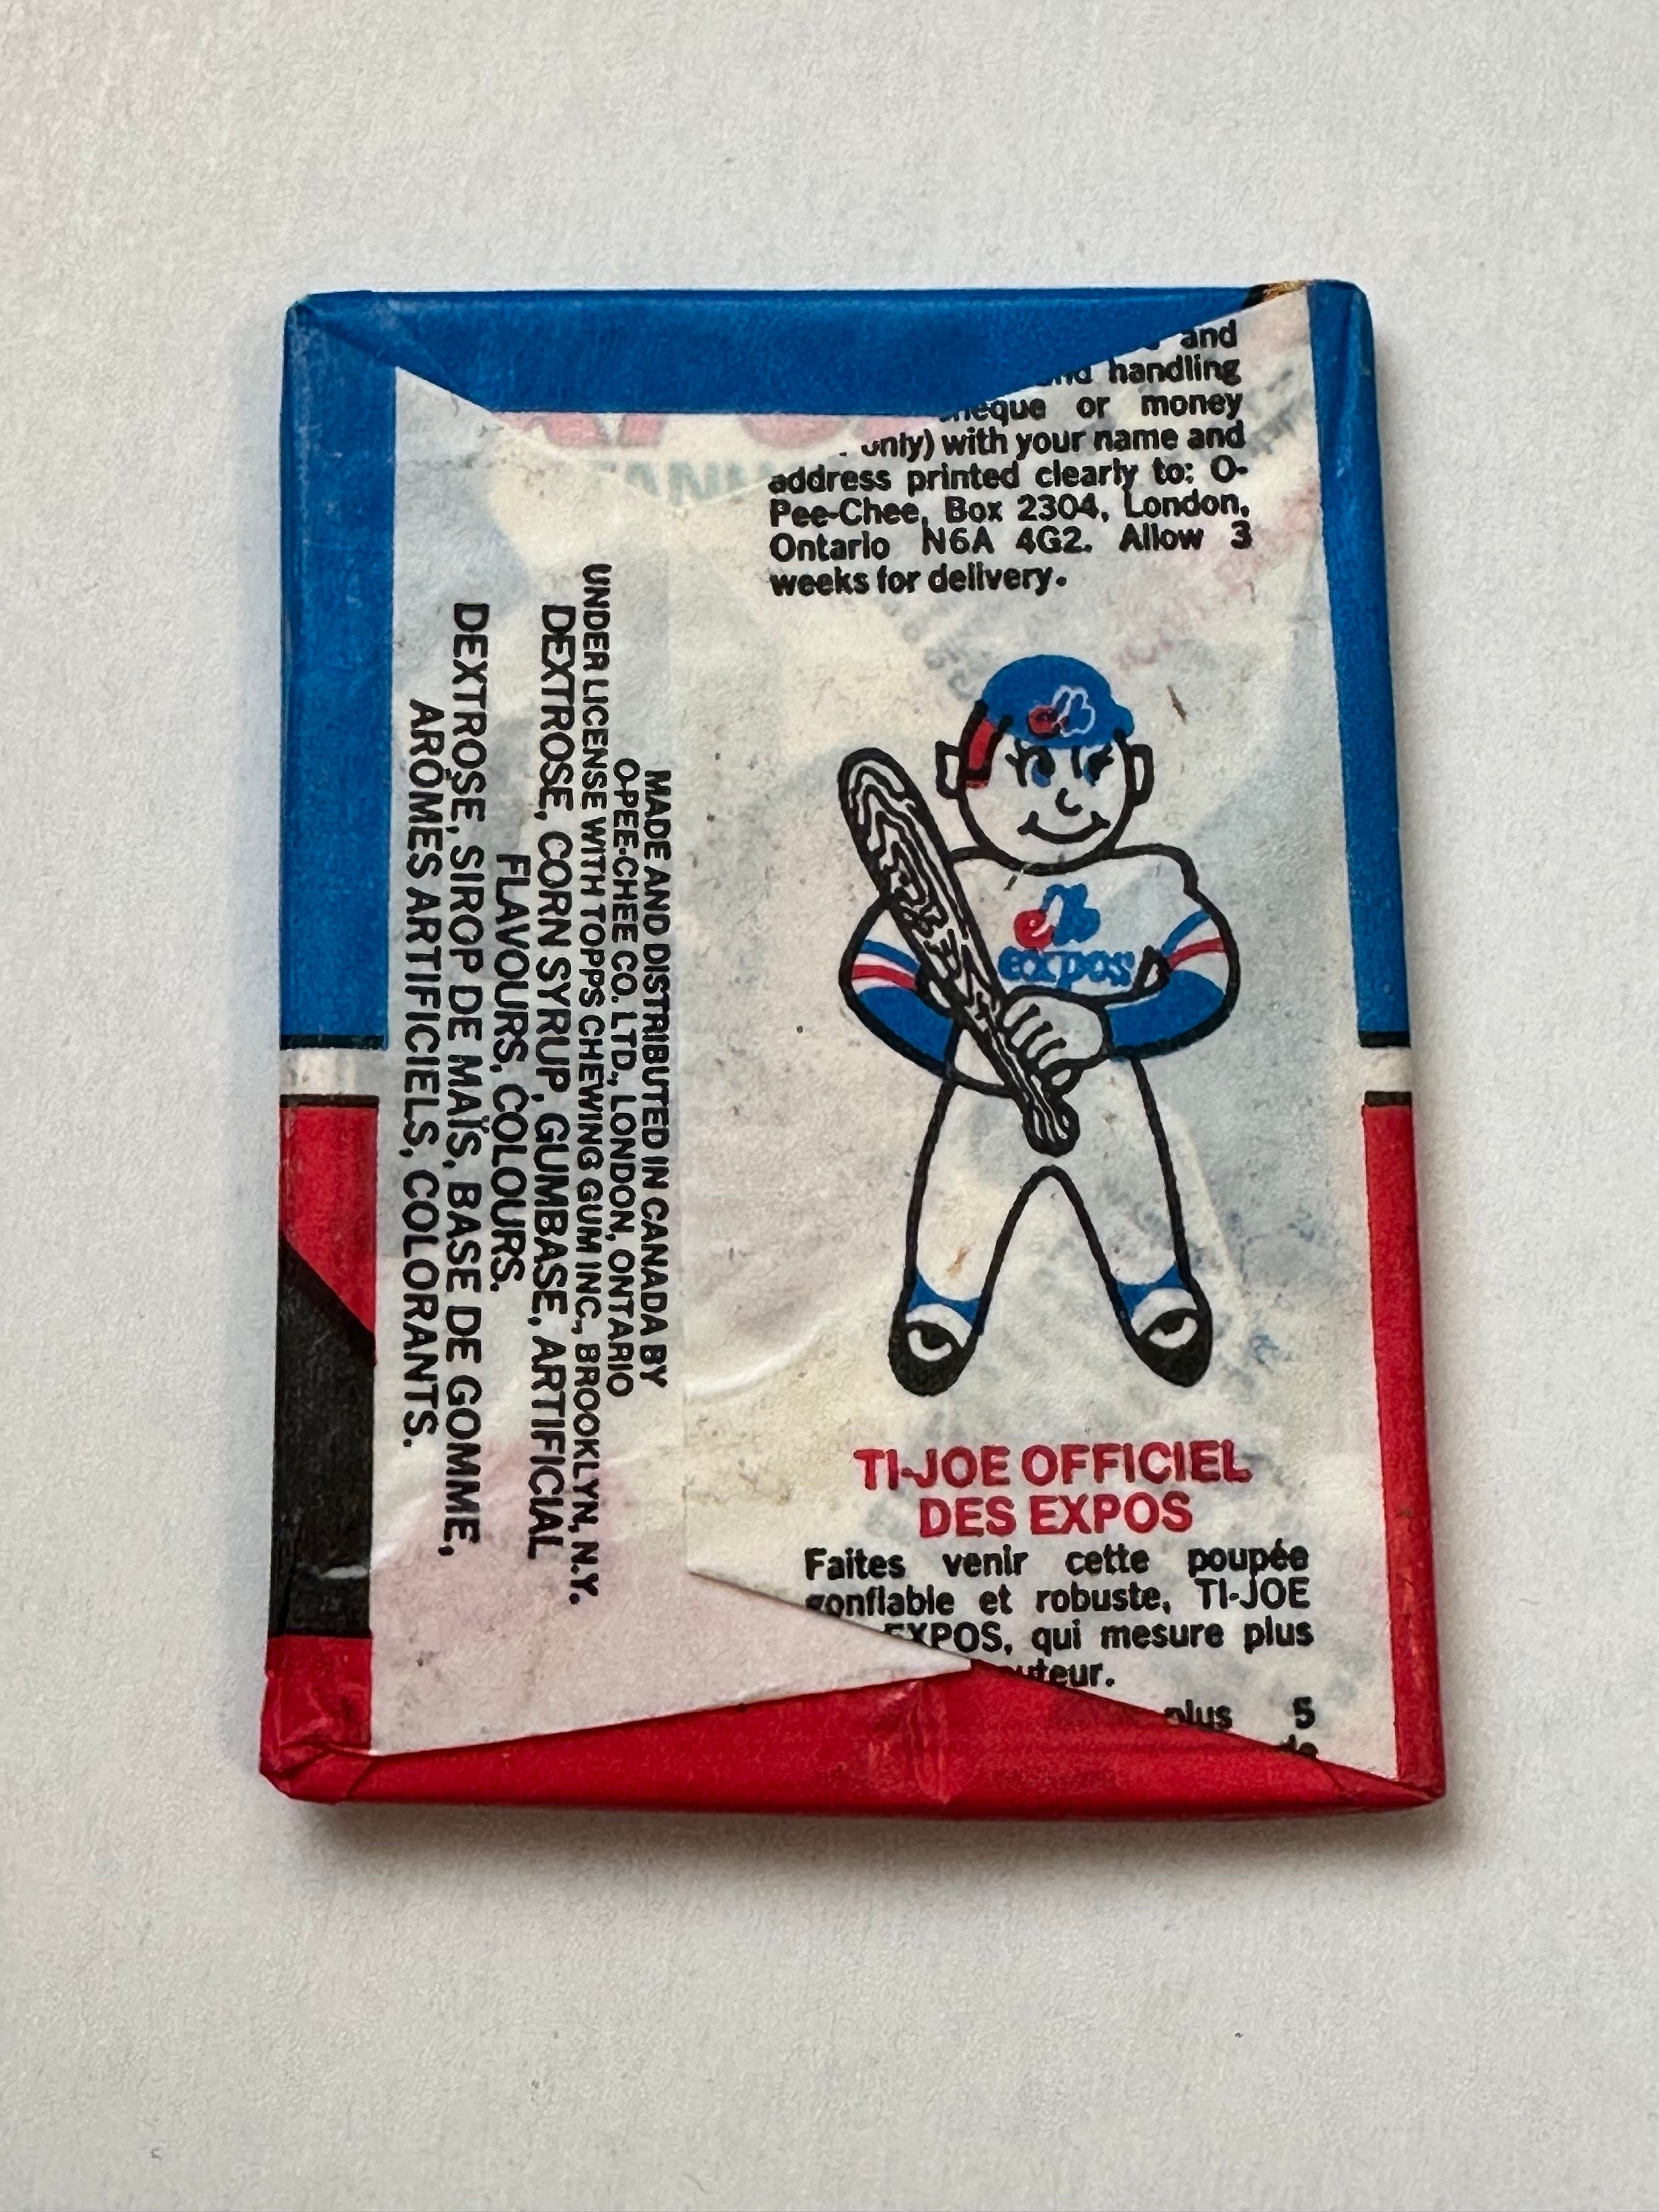 and
handling
or money
only) with your name and
address printed clearly to: O-
Pee-Chee, Box 2304, London,
Ontario N6A 4G2. Allow 3
weeks for delivery.
expos
TI-JOE OFFICIEL
DES EXPOS
Faites venir cette poupée
gonflable et robuste, TI-JOE
EXPOS, qui mesure plus
plus 5
MADE AND DISTRIBUTED IN CANADA BY
O-PEE-CHEE CO. LTD., LONDON, ONTARIO
UNDER LICENSE WITH TOPPS CHEWING GUM INC., BROOKLYN, N.Y.
DEXTROSE, CORN SYRUP, GUMBASE, ARTIFICIAL
FLAVOURS, COLOURS.
DEXTROSE, SIROP DE MAÏS, BASE DE GOMME,
ARÔMES ARTIFICIELS, COLORANTS.